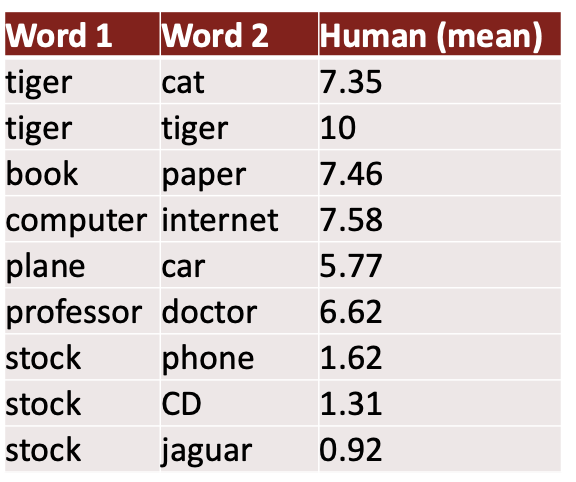 Word 1 Word 2 Human (mean)
tiger cat 7.35
tiger tiger 10
book paper 7.46
computer internet 7.58
plane car 5.77
professor doctor 6.62
stock phone 1.62
stock CD 1.31
stock jaguar 0.92